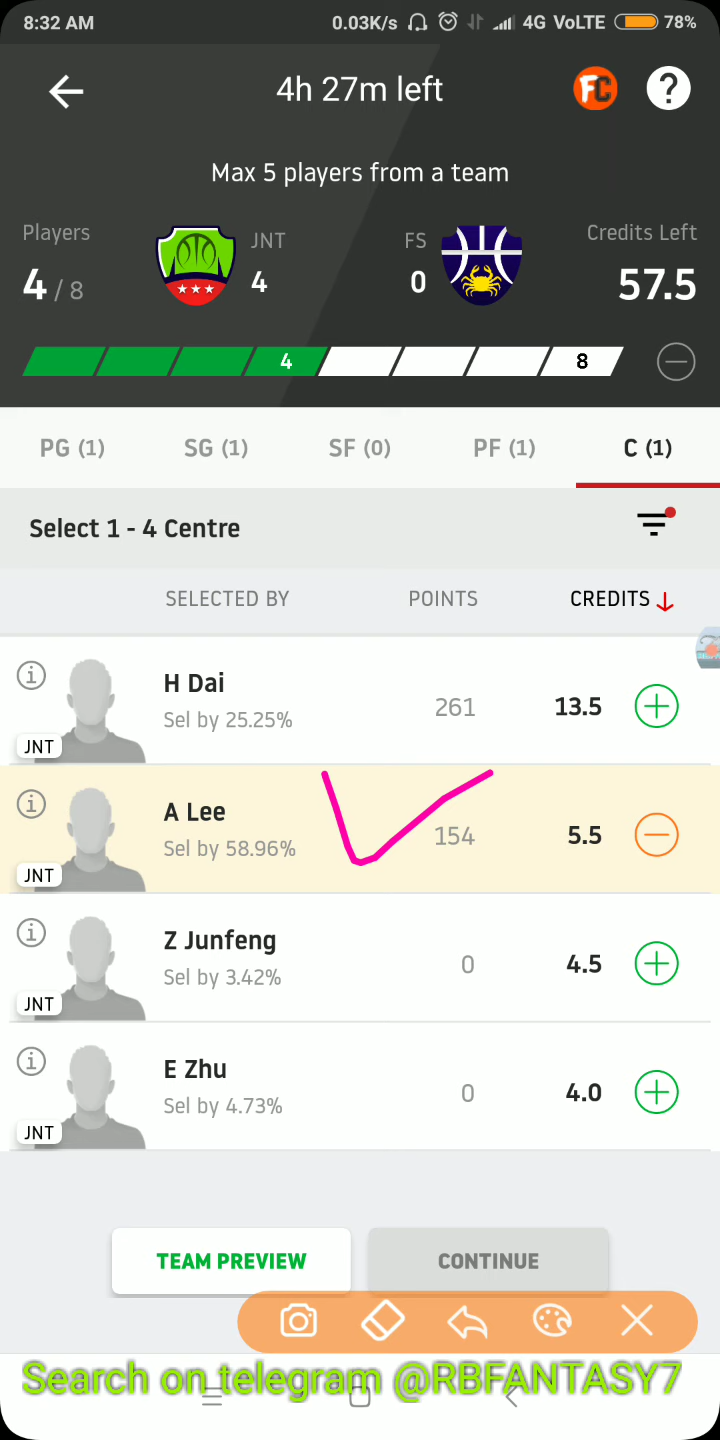 8:32 AM 0.03K/s 4G VoLTE 78%
4h 27m left FC ?
Max 5 players from a team
Players JNT FS Credits Left
4 / 8 4 0 57.5
4 8
PG (1) SG (1) SF (0) PF (1) C (1)
Select 1 - 4 Centre
SELECTED BY POINTS CREDITS
H Dai
Sel by 25.25% 261 13.5
JNT
A Lee
Sel by 58.96% 154 5.5
JNT
Z Junfeng
Sel by 3.42% 0 4.5
JNT
E Zhu
Sel by 4.73% 0 4.0
JNT
TEAM PREVIEW CONTINUE
Search on telegram @RBFANTASY7